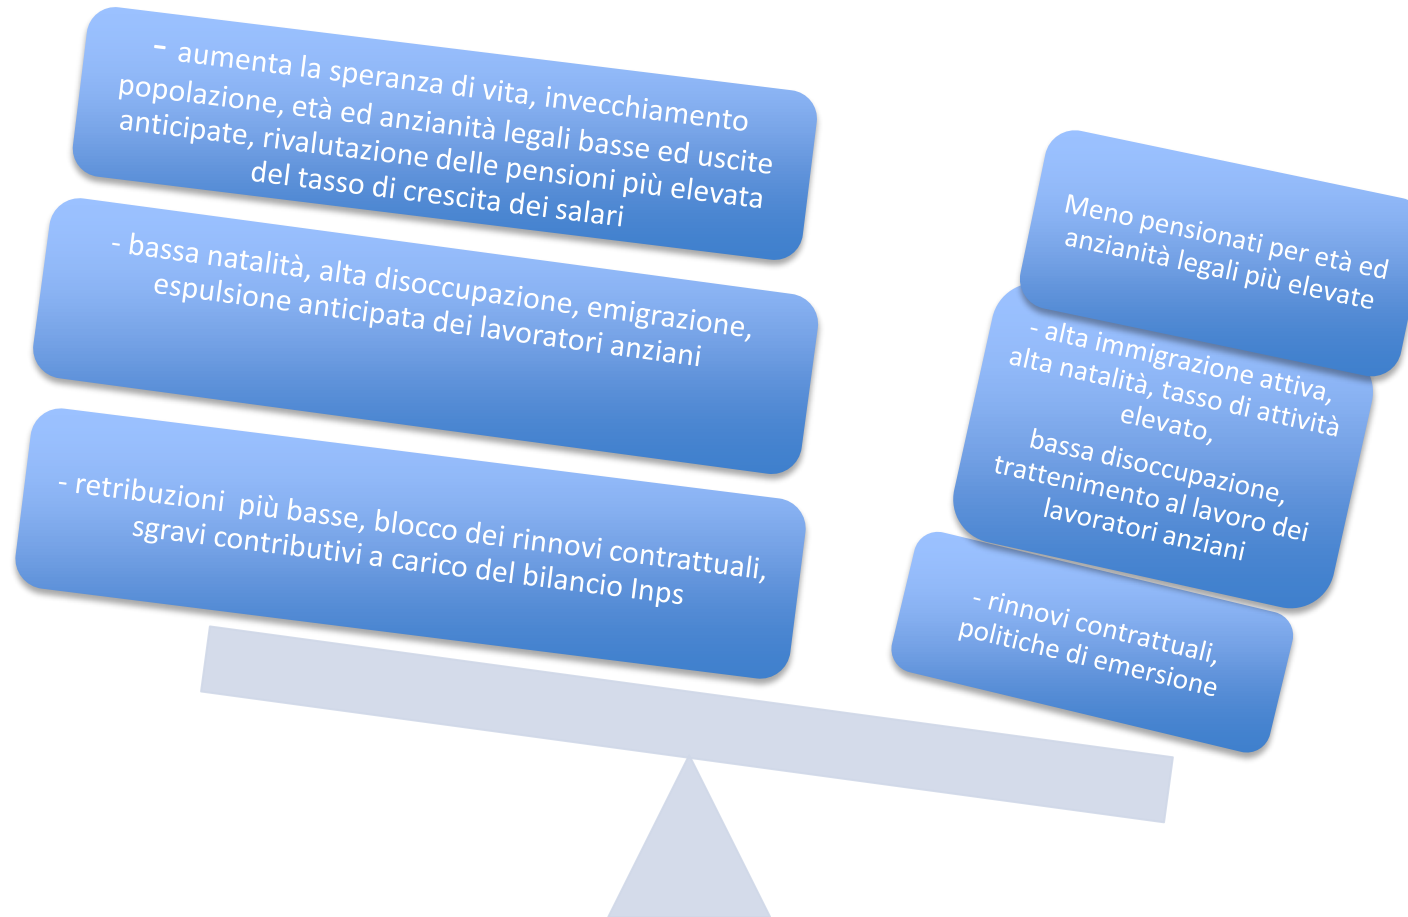 - aumenta la speranza di vita, invecchiamento
popolazione, età ed anzianità legali basse ed uscite
anticipate, rivalutazione delle pensioni più elevata
del tasso di crescita dei salari
- bassa natalità, alta disoccupazione, emigrazione,
espulsione anticipata dei lavoratori anziani
- retribuzioni  più basse, blocco dei rinnovi contrattuali,
sgravi contributivi a carico del bilancio Inps
Meno pensionati per età ed
anzianità legali più elevate
- alta immigrazione attiva,
alta natalità, tasso di attività
elevato,
bassa disoccupazione,
trattenimento al lavoro dei
lavoratori anziani
- rinnovi contrattuali,
politiche di emersione